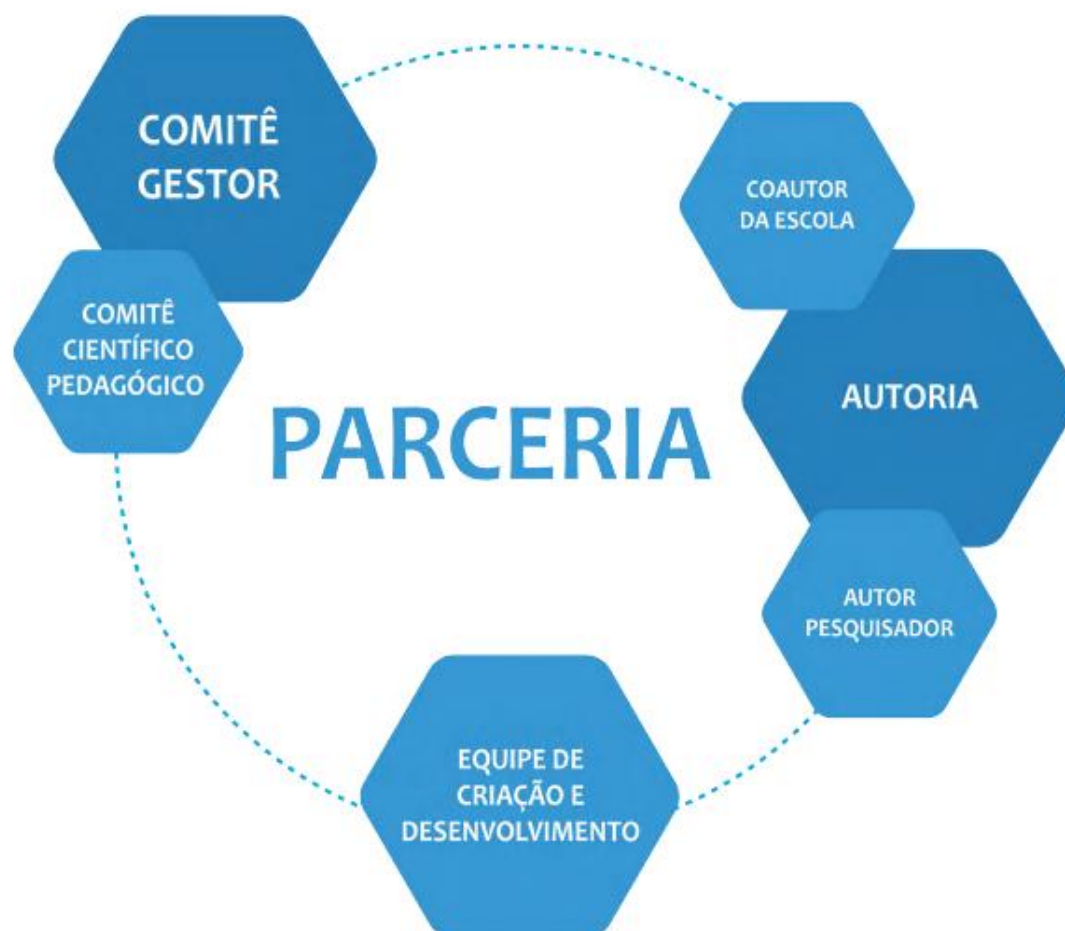 COMITÊ
GESTOR
COAUTOR
DA ESCOLA
COMITÊ
CIENTÍFICO
PEDAGÓGICO
AUTORIA
PARCERIA
AUTOR
PESQUISADOR
EQUIPE DE
CRIAÇÃO E
DESENVOLVIMENTO